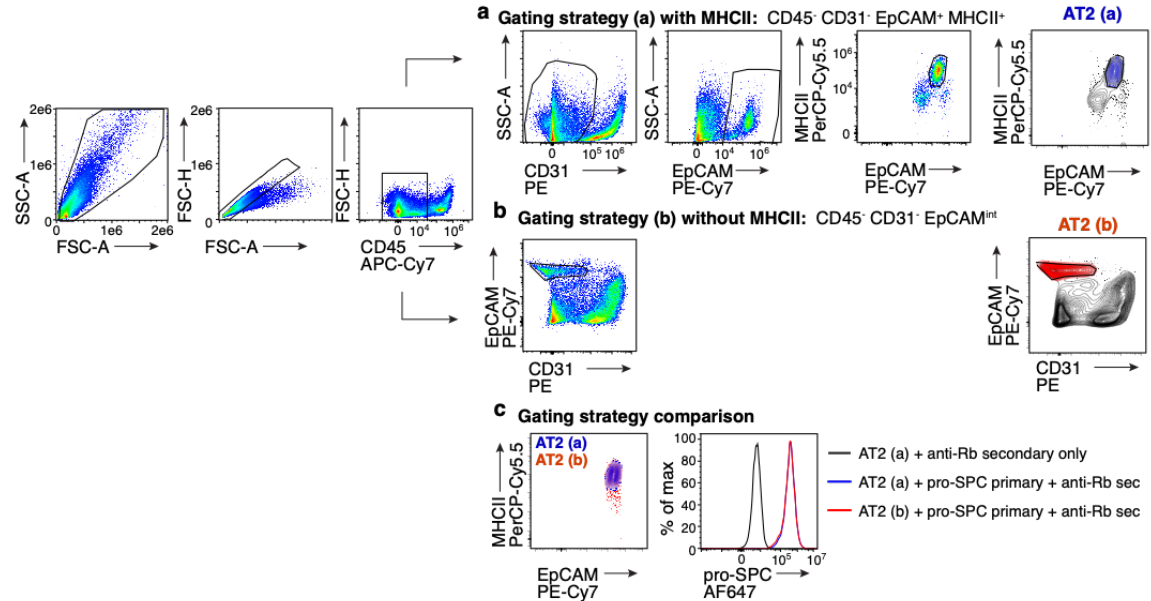 a Gating strategy (a) with MHCII: CD45⁻ CD31⁻ EpCAM⁺ MHCII⁺
AT2 (a)
2e6
1e6
0
SSC-A
0 1e6 2e6
FSC-A
2e6
1e6
0
FSC-H
FSC-A
2e6
1e6
0
FSC-H
0 10⁴ 10⁶
CD45
APC-Cy7
SSC-A
0 10⁵ 10⁶
CD31
PE
SSC-A
0 10⁴ 10⁶
EpCAM
PE-Cy7
10⁶
10⁴
0
MHCII
PerCP-Cy5.5
EpCAM
PE-Cy7
MHCII
PerCP-Cy5.5
EpCAM
PE-Cy7
b Gating strategy (b) without MHCII: CD45⁻ CD31⁻ EpCAMⁱⁿᵗ
AT2 (b)
EpCAM
PE-Cy7
CD31
PE
EpCAM
PE-Cy7
CD31
PE
c Gating strategy comparison
AT2 (a)
AT2 (b)
MHCII
PerCP-Cy5.5
EpCAM
PE-Cy7
100
80
60
40
20
0
% of max
0 10⁵ 10⁷
pro-SPC
AF647
AT2 (a) + anti-Rb secondary only
AT2 (a) + pro-SPC primary + anti-Rb sec
AT2 (b) + pro-SPC primary + anti-Rb sec